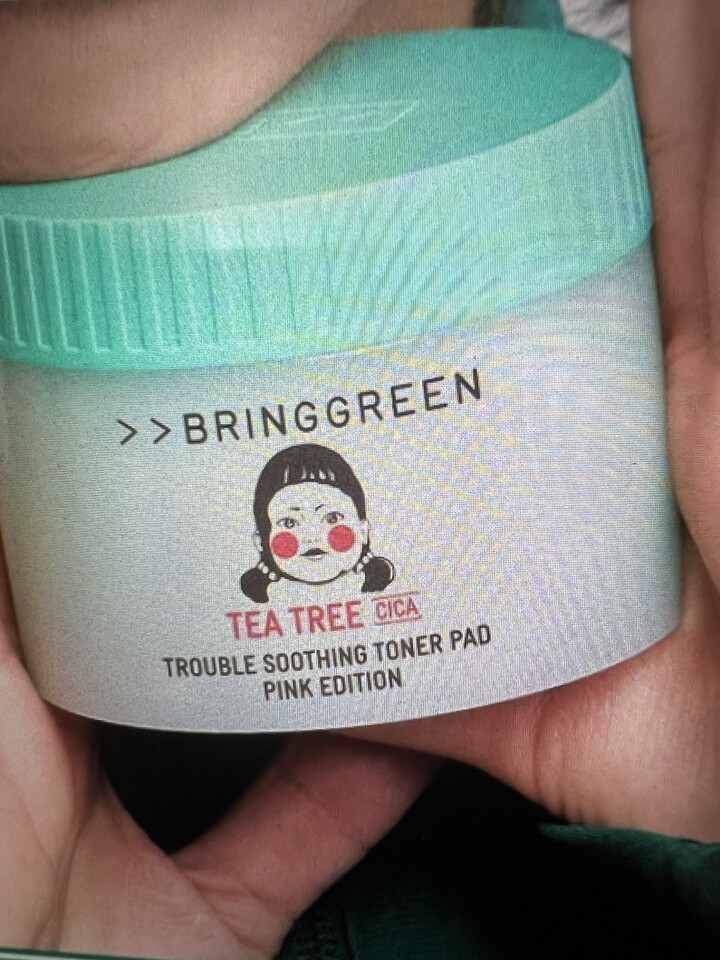 >>BRINGGREEN
TEA TREE CICA
TROUBLE SOOTHING TONER PAD
PINK EDITION